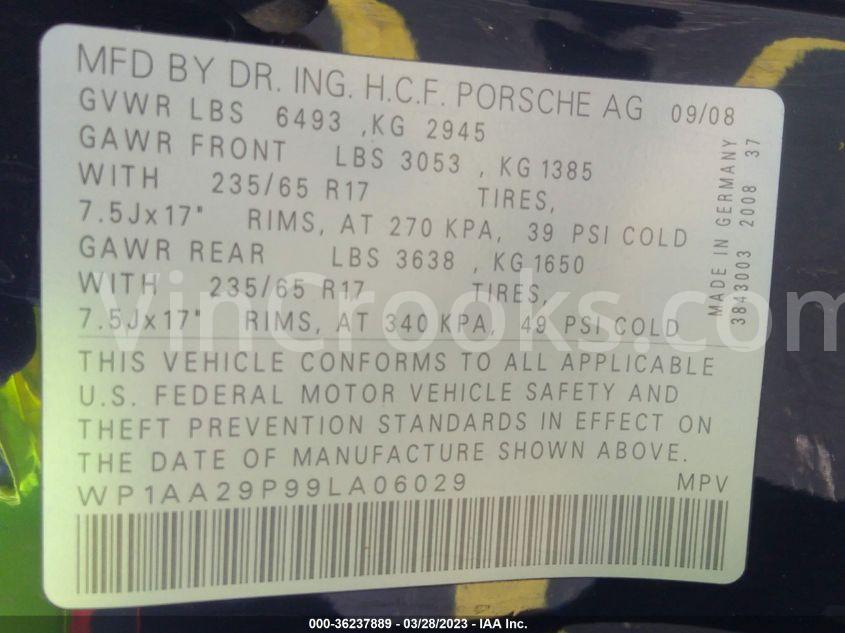 MFD BY DR. ING. H.C.F. PORSCHE AG 09/08
GVWR LBS 6493 ,KG 2945
GAWR FRONT LBS 3053 , KG 1385
WITH 235/65 R17 TIRES,
7.5Jx17" RIMS, AT 270 KPA, 39 PSI COLD
GAWR REAR LBS 3638 , KG 1650
WITH 235/65 R17 TIRES,
7.5Jx17" RIMS, AT 340 KPA, 49 PSI COLD
MADE IN GERMANY
3843003 2008 37
THIS VEHICLE CONFORMS TO ALL APPLICABLE
U.S. FEDERAL MOTOR VEHICLE SAFETY AND
THEFT PREVENTION STANDARDS IN EFFECT ON
THE DATE OF MANUFACTURE SHOWN ABOVE.
WP1AA29P99LA06029 MPV
VinCrooks.com
000-36237889 - 03/28/2023 - IAA Inc.